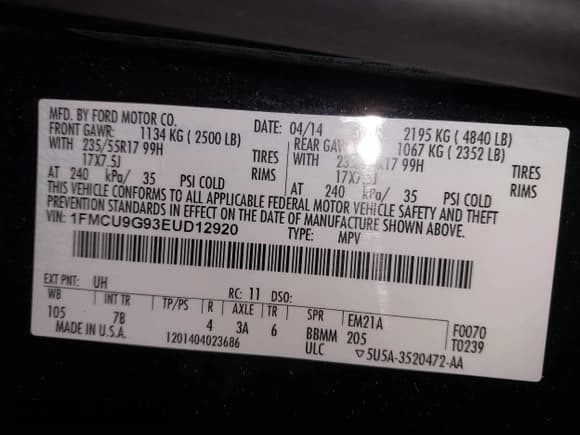 MFD. BY FORD MOTOR CO.
DATE: 04/14 2195 KG ( 4840 LB)
FRONT GAWR: 1134 KG ( 2500 LB) REAR GAWR: 1067 KG ( 2352 LB)
WITH 235/55R17 99H TIRES WITH R17 99H TIRES
17X7.5J RIMS 17X7.5J RIMS
AT 240 kPa/ 35 PSI COLD AT 240 kPa/ 35 PSI COLD
THIS VEHICLE CONFORMS TO ALL APPLICABLE FEDERAL MOTOR VEHICLE SAFETY AND THEFT
PREVENTION STANDARDS IN EFFECT ON THE DATE OF MANUFACTURE SHOWN ABOVE.
1FMCU9G93EUD12920 TYPE: MPV
EXT PNT: UH RC: 11 DSO:
WB INT TR TP/PS R AXLE TR SPR EM21A F0070
105 7B 4 3A 6 BBMM 205 T0239
MADE IN U.S.A. 1201404023686 ULC ▽5U5A-3520472-AA